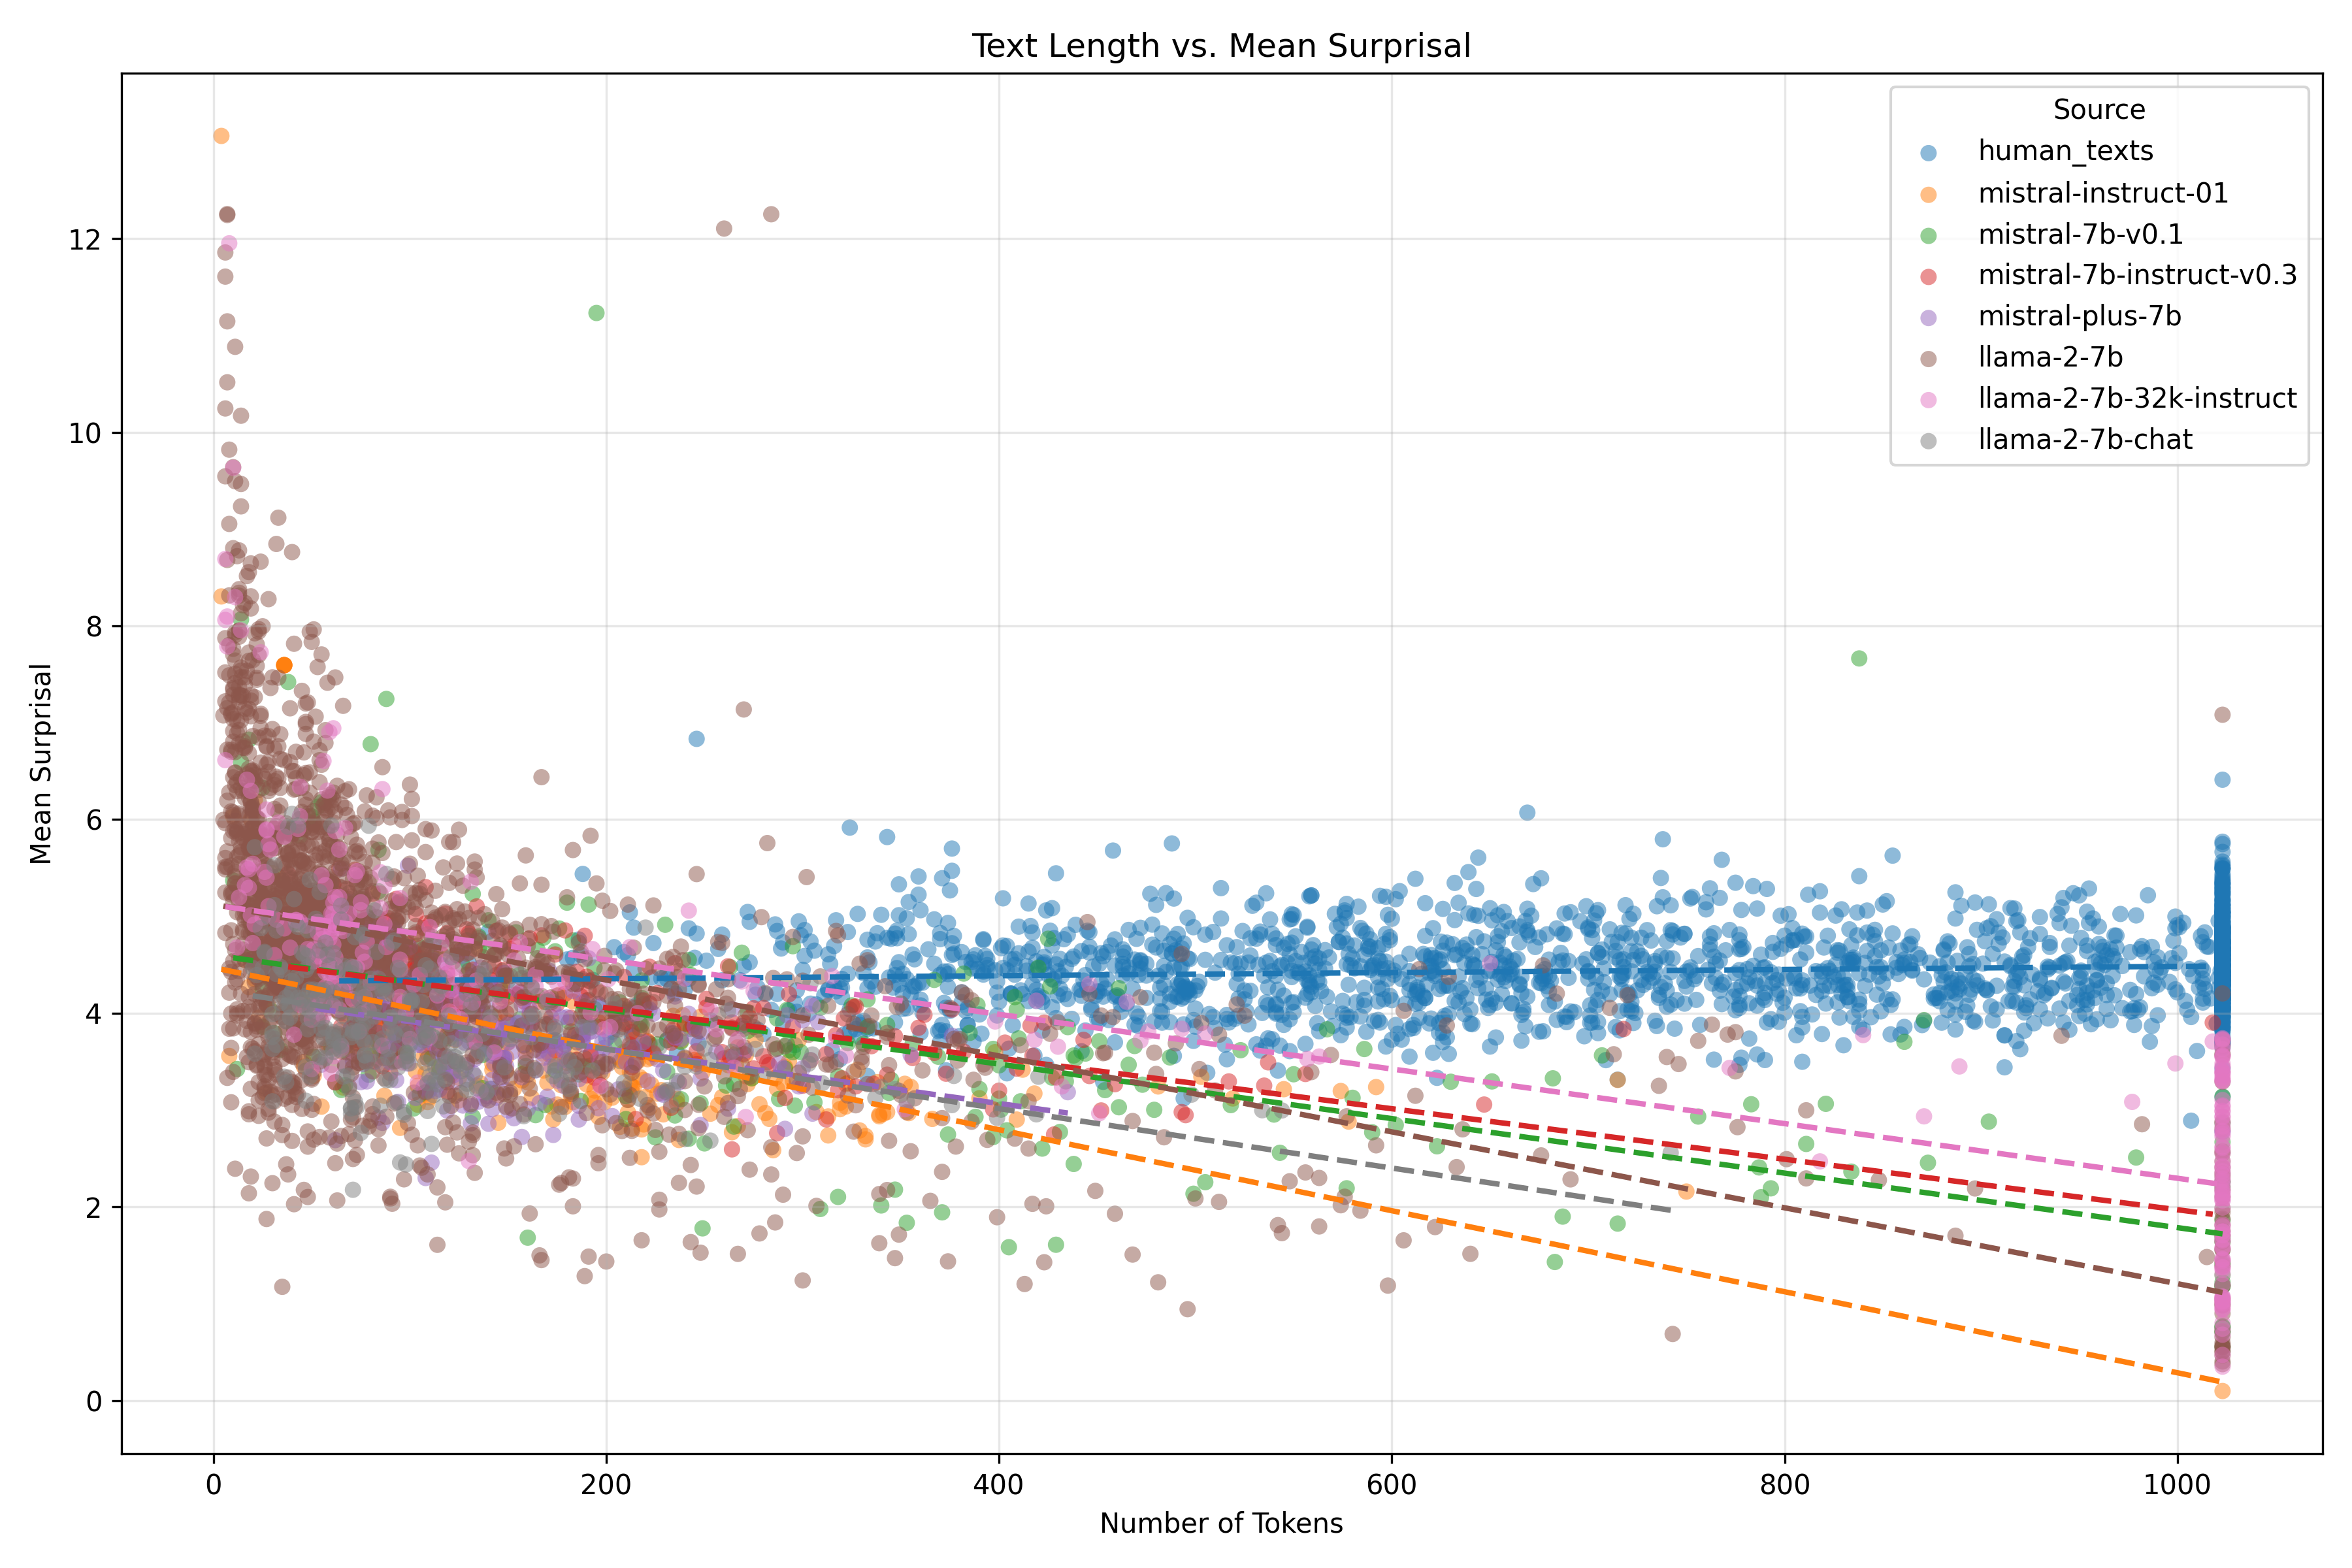 Text Length vs. Mean Surprisal
Source
human_texts
mistral-instruct-01
mistral-7b-v0.1
mistral-7b-instruct-v0.3
mistral-plus-7b
llama-2-7b
llama-2-7b-32k-instruct
llama-2-7b-chat
Mean Surprisal
12
10
8
6
4
2
0
0 200 400 600 800 1000
Number of Tokens